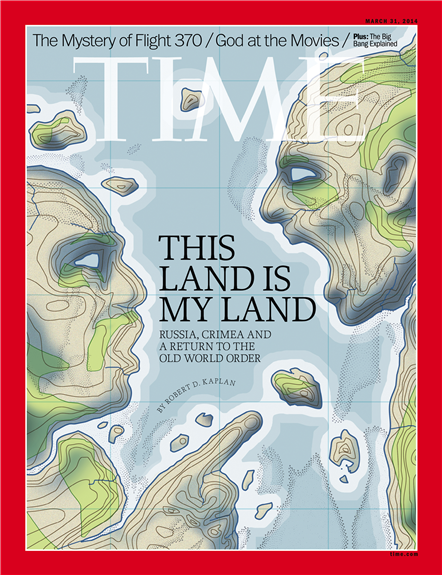 MARCH 31, 2014
The Mystery of Flight 370 / God at the Movies / Plus: The Big
Bang Explained
TIME
THIS
LAND IS
MY LAND
RUSSIA, CRIMEA AND
A RETURN TO THE
OLD WORLD ORDER
BY ROBERT D. KAPLAN
time.com